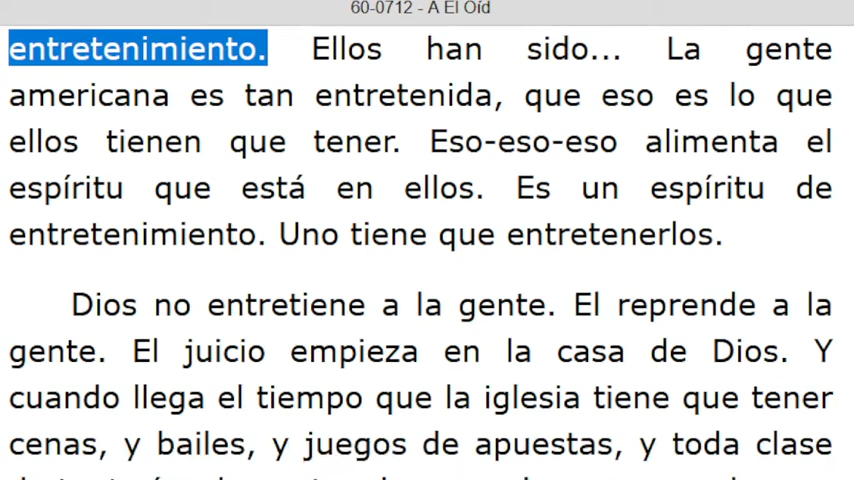 60-0712 - A El Oíd
entretenimiento. Ellos han sido... La gente
americana es tan entretenida, que eso es lo que
ellos tienen que tener. Eso-eso-eso alimenta el
espíritu que está en ellos. Es un espíritu de
entretenimiento. Uno tiene que entretenerlos.
Dios no entretiene a la gente. El reprende a la
gente. El juicio empieza en la casa de Dios. Y
cuando llega el tiempo que la iglesia tiene que tener
cenas, y bailes, y juegos de apuestas, y toda clase